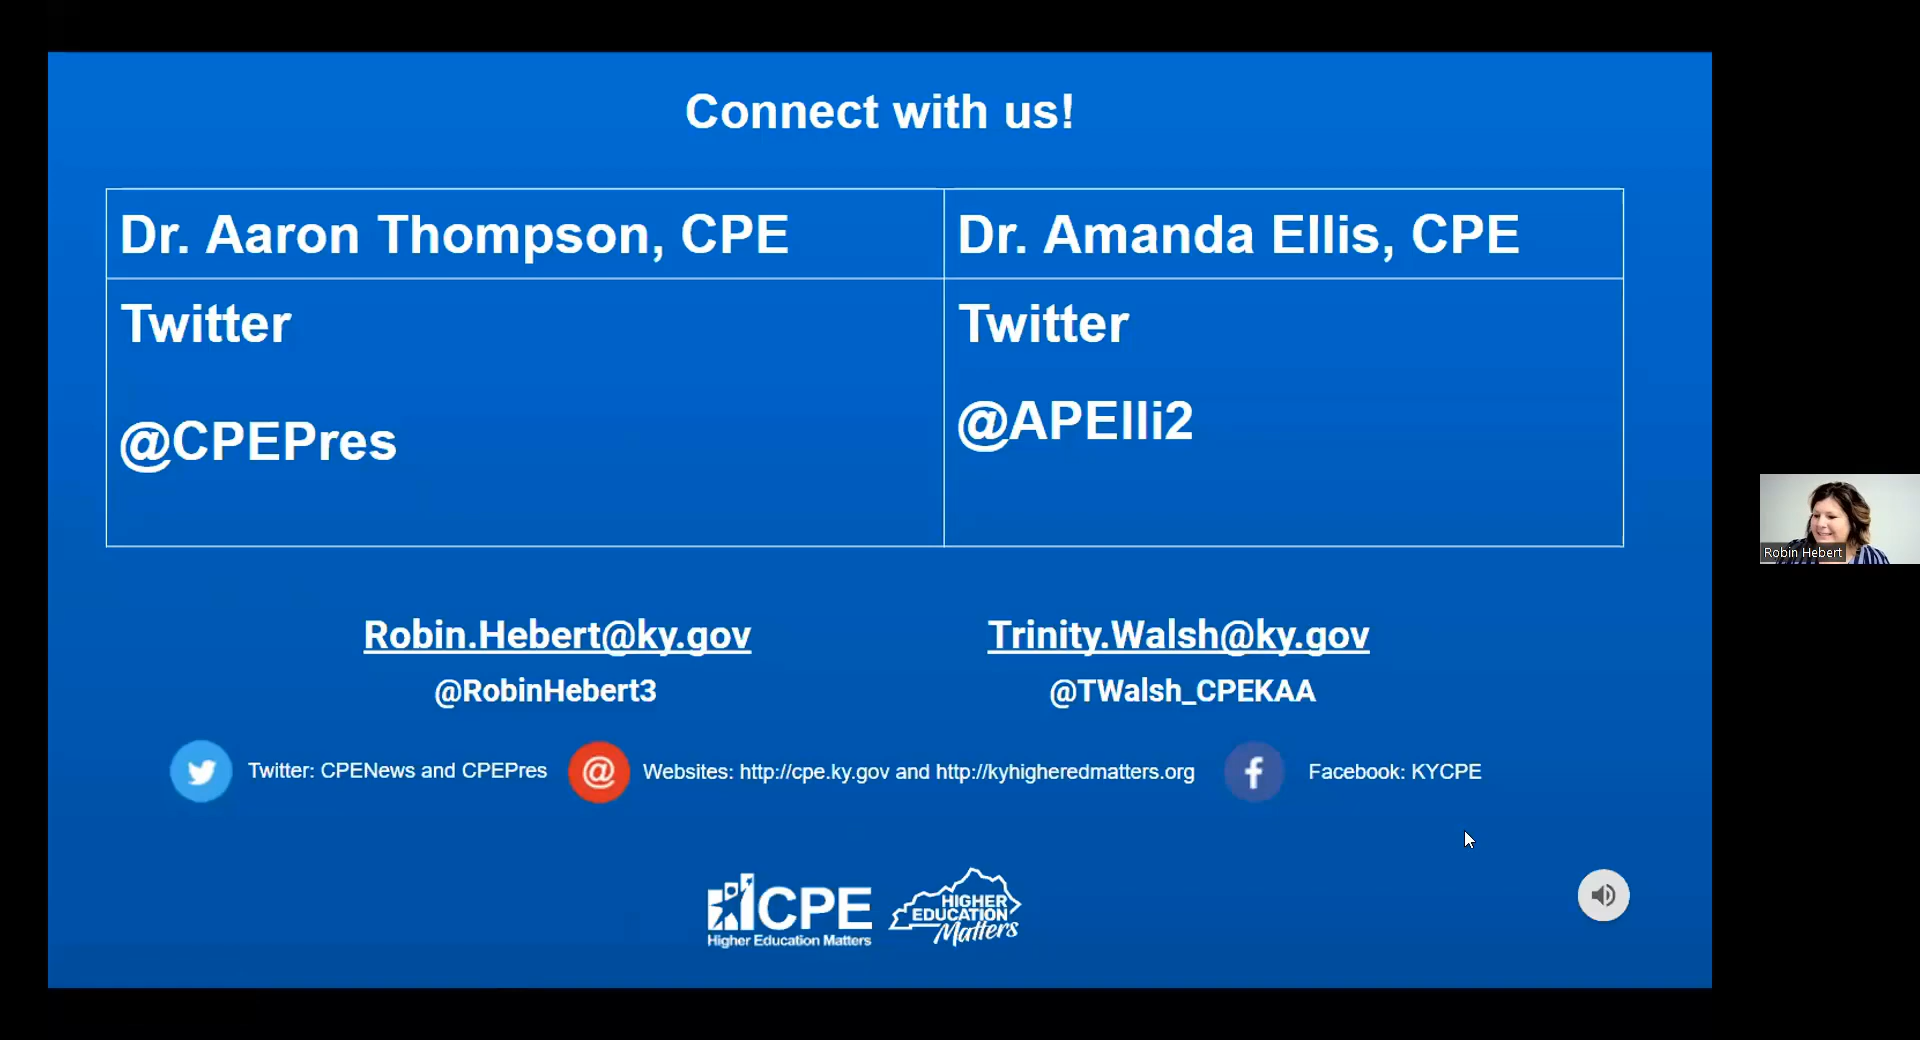 Connect with us!
Dr. Aaron Thompson, CPE
Dr. Amanda Ellis, CPE
Twitter
@CPEPres
Twitter
@APElli2
Robin.Hebert@ky.gov
@RobinHebert3
Trinity.Walsh@ky.gov
@TWalsh_CPEKAA
Twitter: CPENews and CPEPres
@
Websites: http://cpe.ky.gov and http://kyhigheredmatters.org
f
Facebook: KYCPE
CPE
Higher Education Matters
HIGHER
EDUCATION
Matters
Robin Hebert